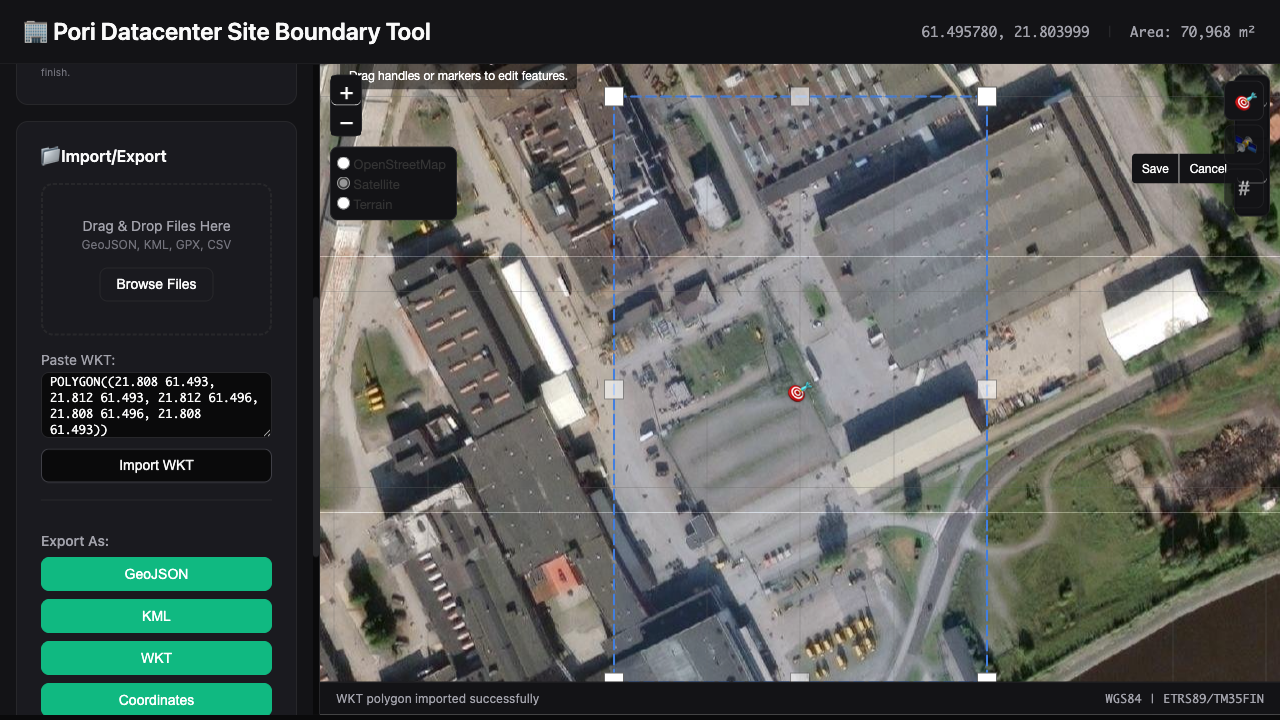 Pori Datacenter Site Boundary Tool
61.495780, 21.803999
Area: 70,968 m²
finish.
Import/Export
Drag & Drop Files Here
GeoJSON, KML, GPX, CSV
Browse Files
Paste WKT:
POLYGON((21.808 61.493,
21.812 61.493, 21.812 61.496,
21.808 61.496, 21.808
61.493))
Import WKT
Export As:
GeoJSON
KML
WKT
Coordinates
Drag handles or markers to edit features.
+
−
OpenStreetMap
Satellite
Terrain
Save
Cancel
#
WKT polygon imported successfully
WGS84 | ETRS89/TM35FIN